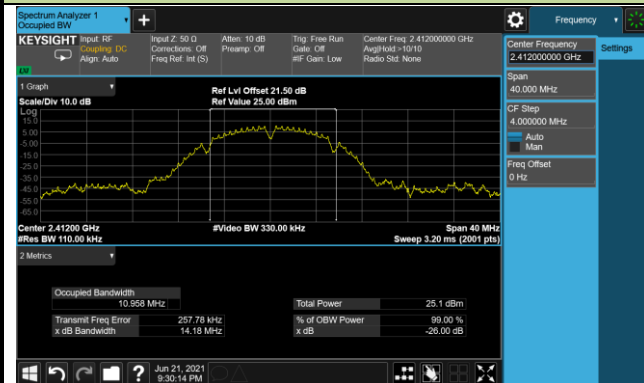 Spectrum Analyzer 1
Occupied BW
+
Frequency
KEYSIGHT
Input: RF
Coupling: DC
Align: Auto
Input Z: 50 Ω
Corrections: Off
Freq Ref: Int (S)
Atten: 10 dB
Preamp: Off
Trig: Free Run
Gate: Off
#IF Gain: Low
Center Freq: 2.412000000 GHz
Avg|Hold:>10/10
Radio Std: None
Center Frequency
2.412000000 GHz
Settings
Span
40.000 MHz
CF Step
4.000000 MHz
Auto
Man
Freq Offset
0 Hz
1 Graph
Scale/Div 10.0 dB
Ref Lvl Offset 21.50 dB
Ref Value 25.00 dBm
Log
15.0
5.00
-5.00
-15.0
-25.0
-35.0
-45.0
-55.0
-65.0
Center 2.41200 GHz
#Res BW 110.00 kHz
#Video BW 330.00 kHz
Span 40 MHz
Sweep 3.20 ms (2001 pts)
2 Metrics
Occupied Bandwidth
10.958 MHz
Total Power 25.1 dBm
Transmit Freq Error 257.78 kHz
% of OBW Power 99.00 %
x dB Bandwidth 14.18 MHz
x dB -26.00 dB
?
Jun 21, 2021
9:30:14 PM